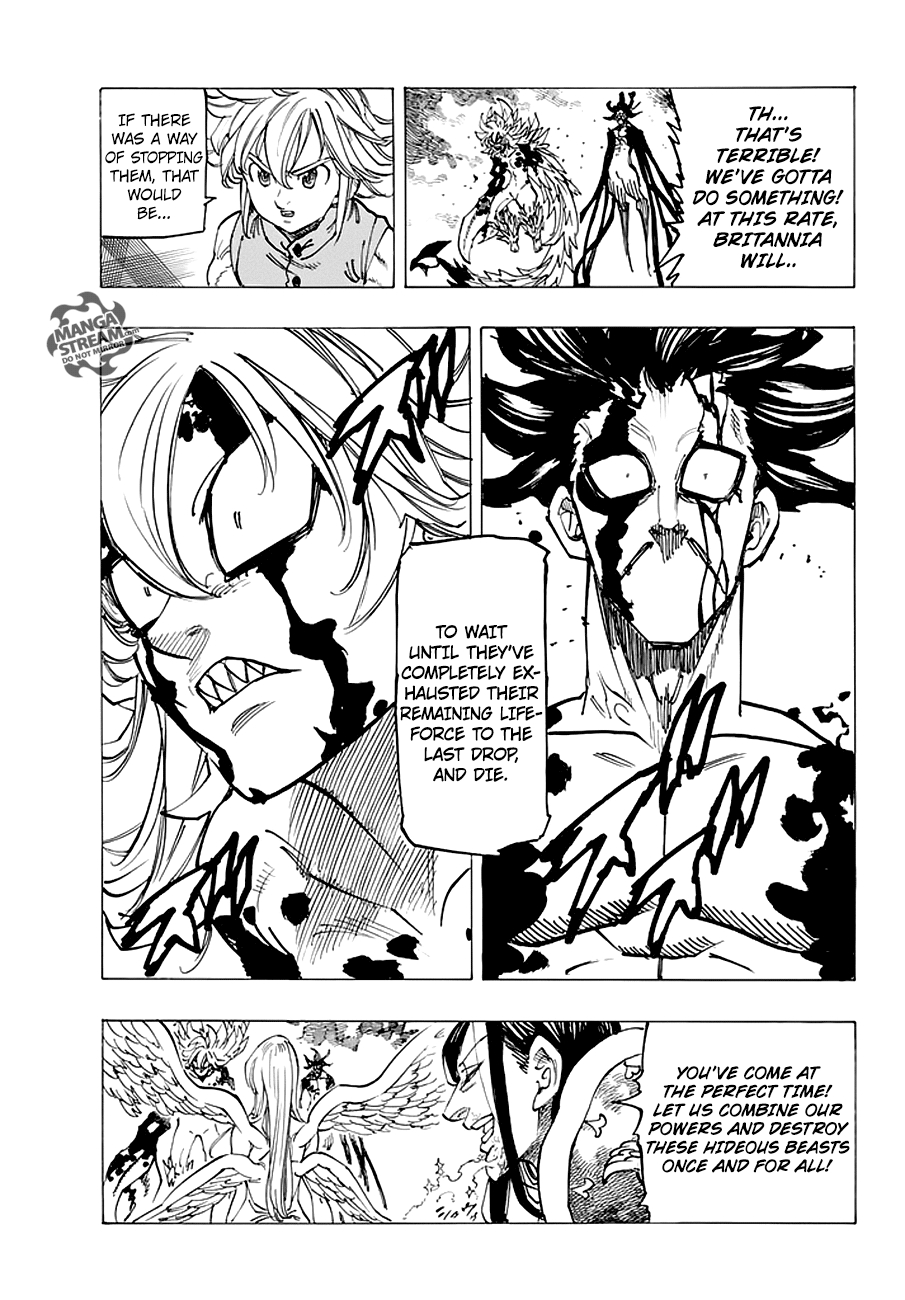 TH...
THAT'S
TERRIBLE!
WE'VE GOTTA
DO SOMETHING!
AT THIS RATE,
BRITANNIA
WILL..
IF THERE
WAS A WAY
OF STOPPING
THEM, THAT
WOULD
BE...
MANGA
STREAM.com
DO NOT MIRROR
TO WAIT
UNTIL THEY'VE
COMPLETELY EX-
HAUSTED THEIR
REMAINING LIFE-
FORCE TO THE
LAST DROP,
AND DIE.
YOU'VE COME AT
THE PERFECT TIME!
LET US COMBINE OUR
POWERS AND DESTROY
THESE HIDEOUS BEASTS
ONCE AND FOR ALL!